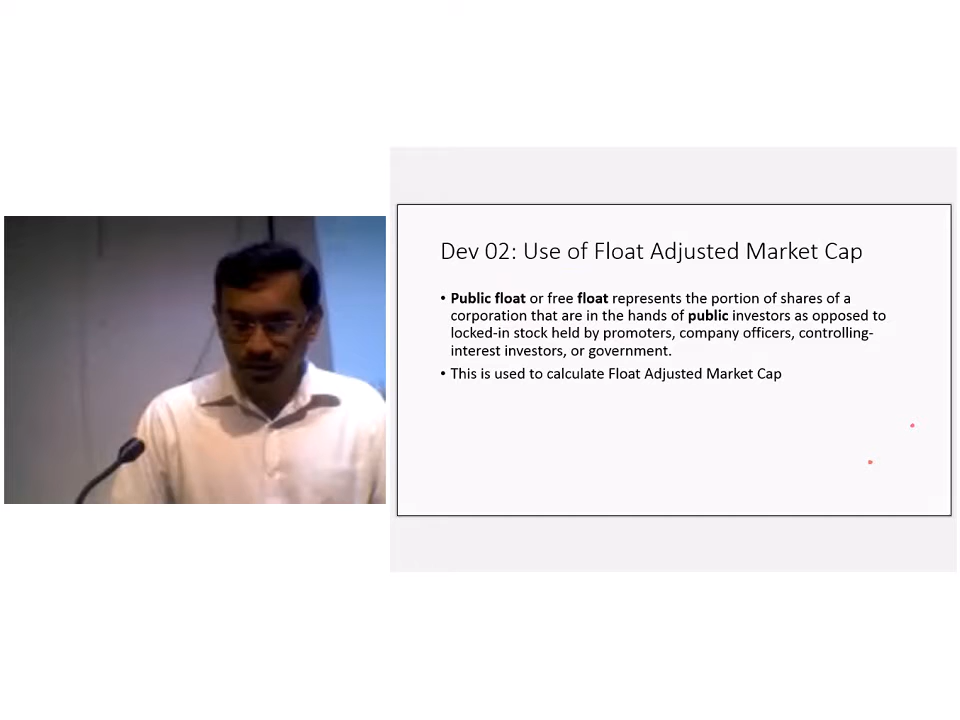 Dev 02: Use of Float Adjusted Market Cap
• Public float or free float represents the portion of shares of a
corporation that are in the hands of public investors as opposed to
locked-in stock held by promoters, company officers, controlling-
interest investors, or government.
• This is used to calculate Float Adjusted Market Cap